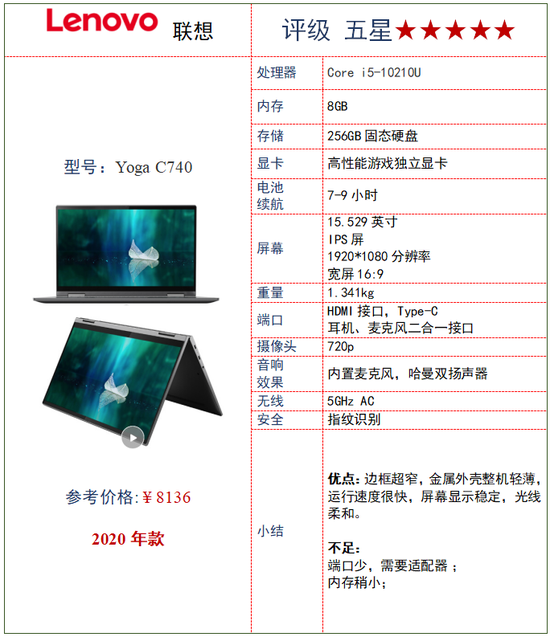 Lenovo 联想
评级 五星★★★★★
型号：Yoga C740
参考价格:￥8136
2020 年款
处理器 Core i5-10210U
内存 8GB
存储 256GB 固态硬盘
显卡 高性能游戏独立显卡
电池
续航
7-9 小时
屏幕
15.529 英寸
IPS 屏
1920*1080 分辨率
宽屏 16:9
重量 1.341kg
端口
HDMI 接口，Type-C
耳机、麦克风二合一接口
摄像头 720p
音响
效果
内置麦克风，哈曼双扬声器
无线 5GHz AC
安全 指纹识别
小结
优点：边框超窄，金属外壳整机轻薄，
运行速度很快，屏幕显示稳定，光线
柔和。
不足：
端口少，需要适配器 ；
内存稍小；